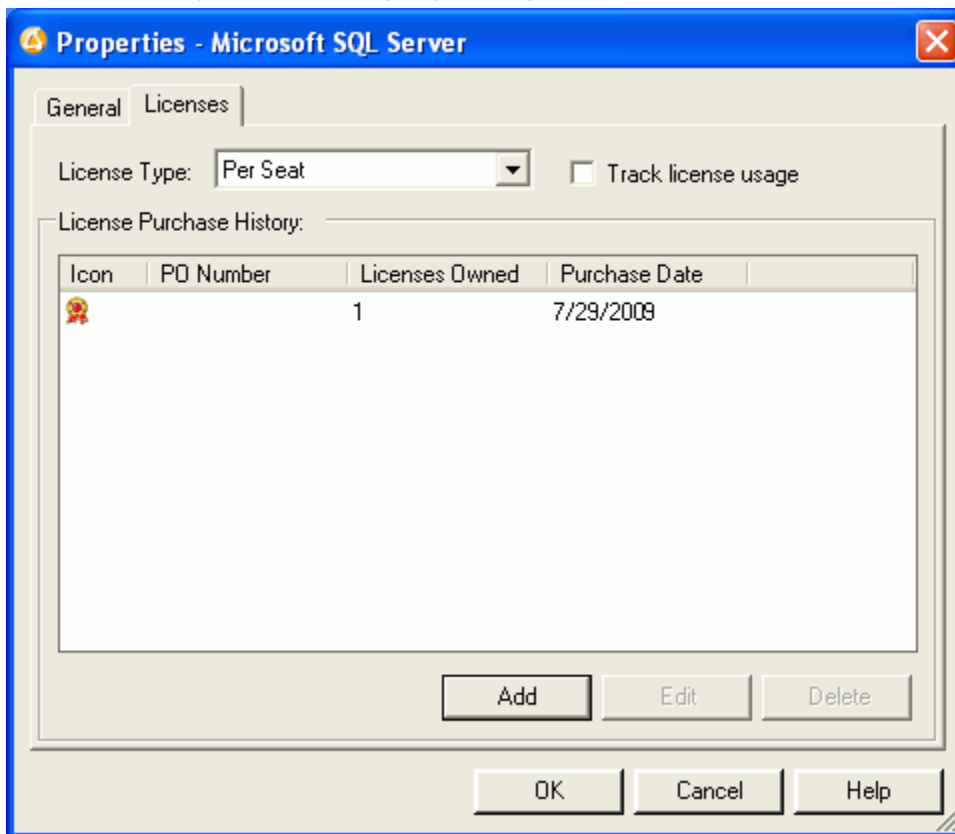 Properties - Microsoft SQL Server
General Licenses
License Type: Per Seat Track license usage
License Purchase History:
Icon PO Number Licenses Owned Purchase Date
1 7/29/2009
Add Edit Delete
OK Cancel Help